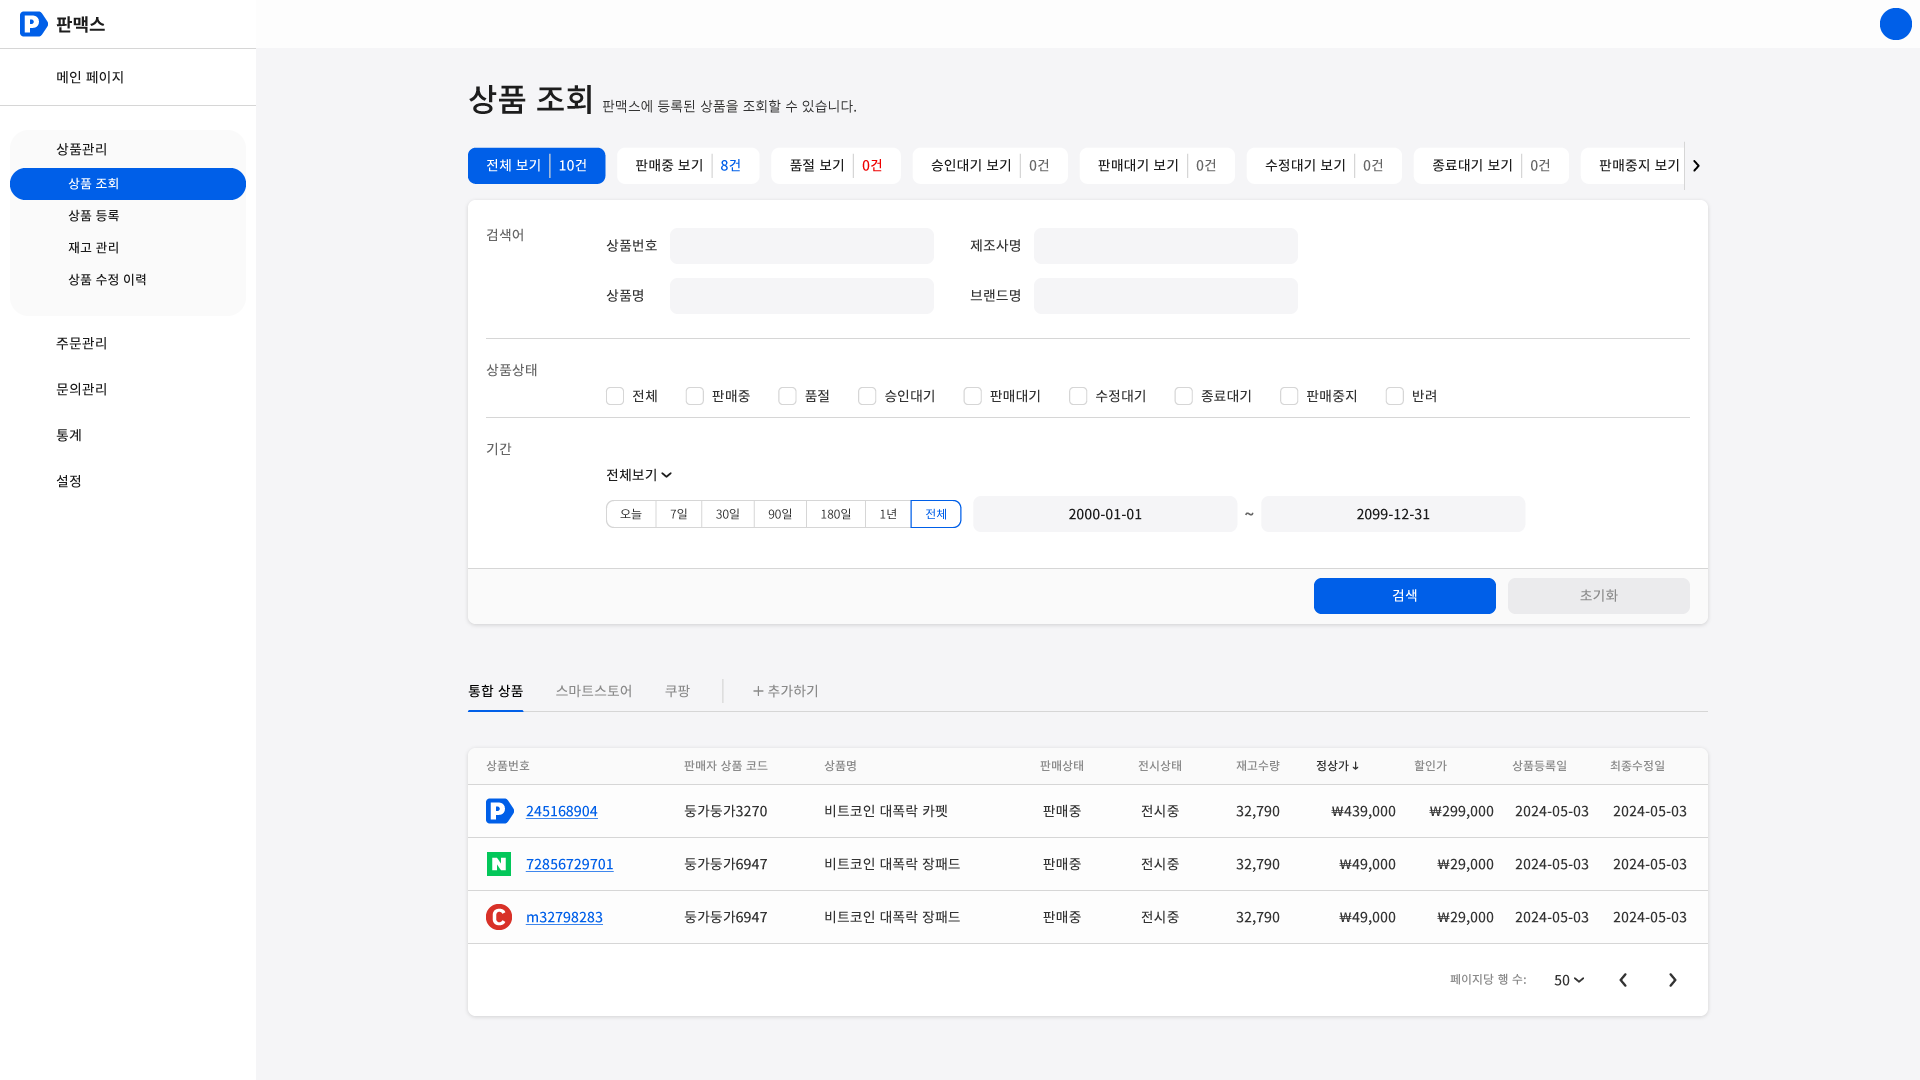 판맥스
메인 페이지
상품관리
상품 조회
상품 등록
재고 관리
상품 수정 이력
주문관리
문의관리
통계
설정
상품 조회 판맥스에 등록된 상품을 조회할 수 있습니다.
전체 보기 10건 판매중 보기 8건 품절 보기 0건 승인대기 보기 0건 판매대기 보기 0건 수정대기 보기 0건 종료대기 보기 0건 판매중지 보기
검색어
상품번호 제조사명
상품명 브랜드명
상품상태
전체 판매중 품절 승인대기 판매대기 수정대기 종료대기 판매중지 반려
기간
전체보기
오늘 7일 30일 90일 180일 1년 전체 2000-01-01 ~ 2099-12-31
검색 초기화
통합 상품 스마트스토어 쿠팡 + 추가하기
상품번호 판매자 상품 코드 상품명 판매상태 전시상태 재고수량 정상가↓ 할인가 상품등록일 최종수정일
245168904 둥가둥가3270 비트코인 대폭락 카펫 판매중 전시중 32,790 ₩439,000 ₩299,000 2024-05-03 2024-05-03
72856729701 둥가둥가6947 비트코인 대폭락 장패드 판매중 전시중 32,790 ₩49,000 ₩29,000 2024-05-03 2024-05-03
m32798283 둥가둥가6947 비트코인 대폭락 장패드 판매중 전시중 32,790 ₩49,000 ₩29,000 2024-05-03 2024-05-03
페이지당 행 수: 50